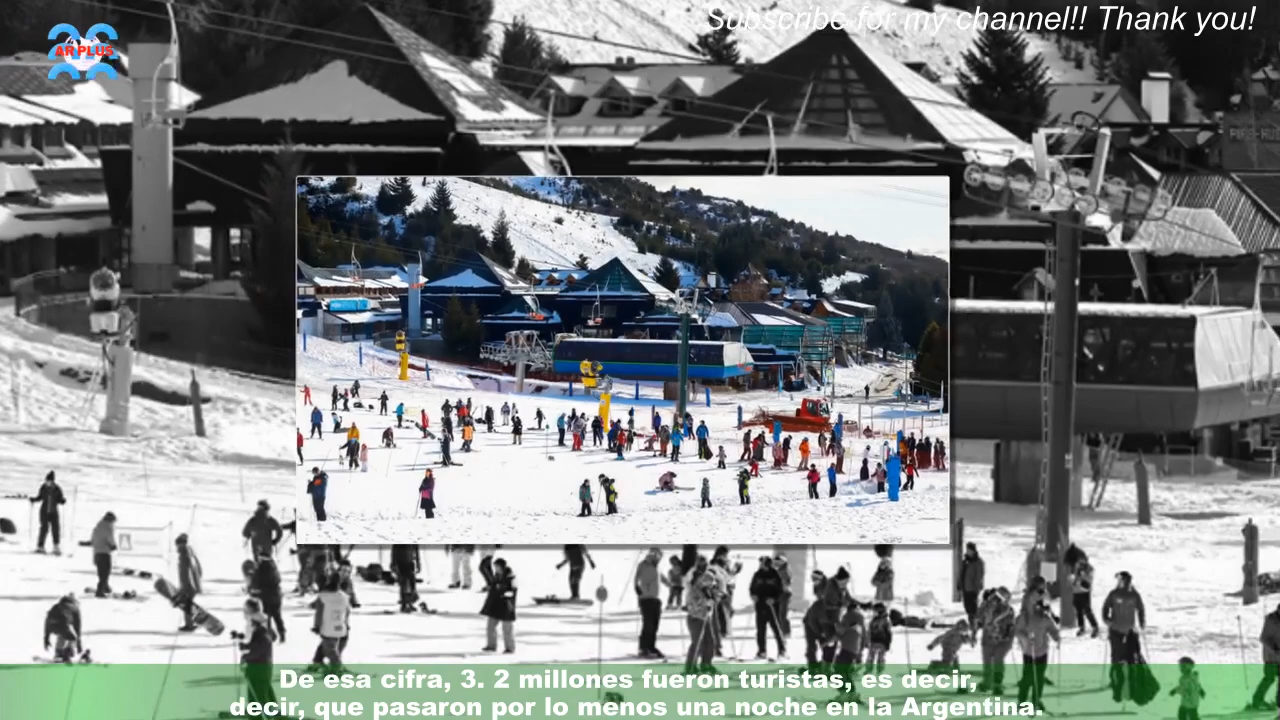 Subscribe for my channel!! Thank you!
AR PLUS
De esa cifra, 3. 2 millones fueron turistas, es decir,
decir, que pasaron por lo menos una noche en la Argentina.